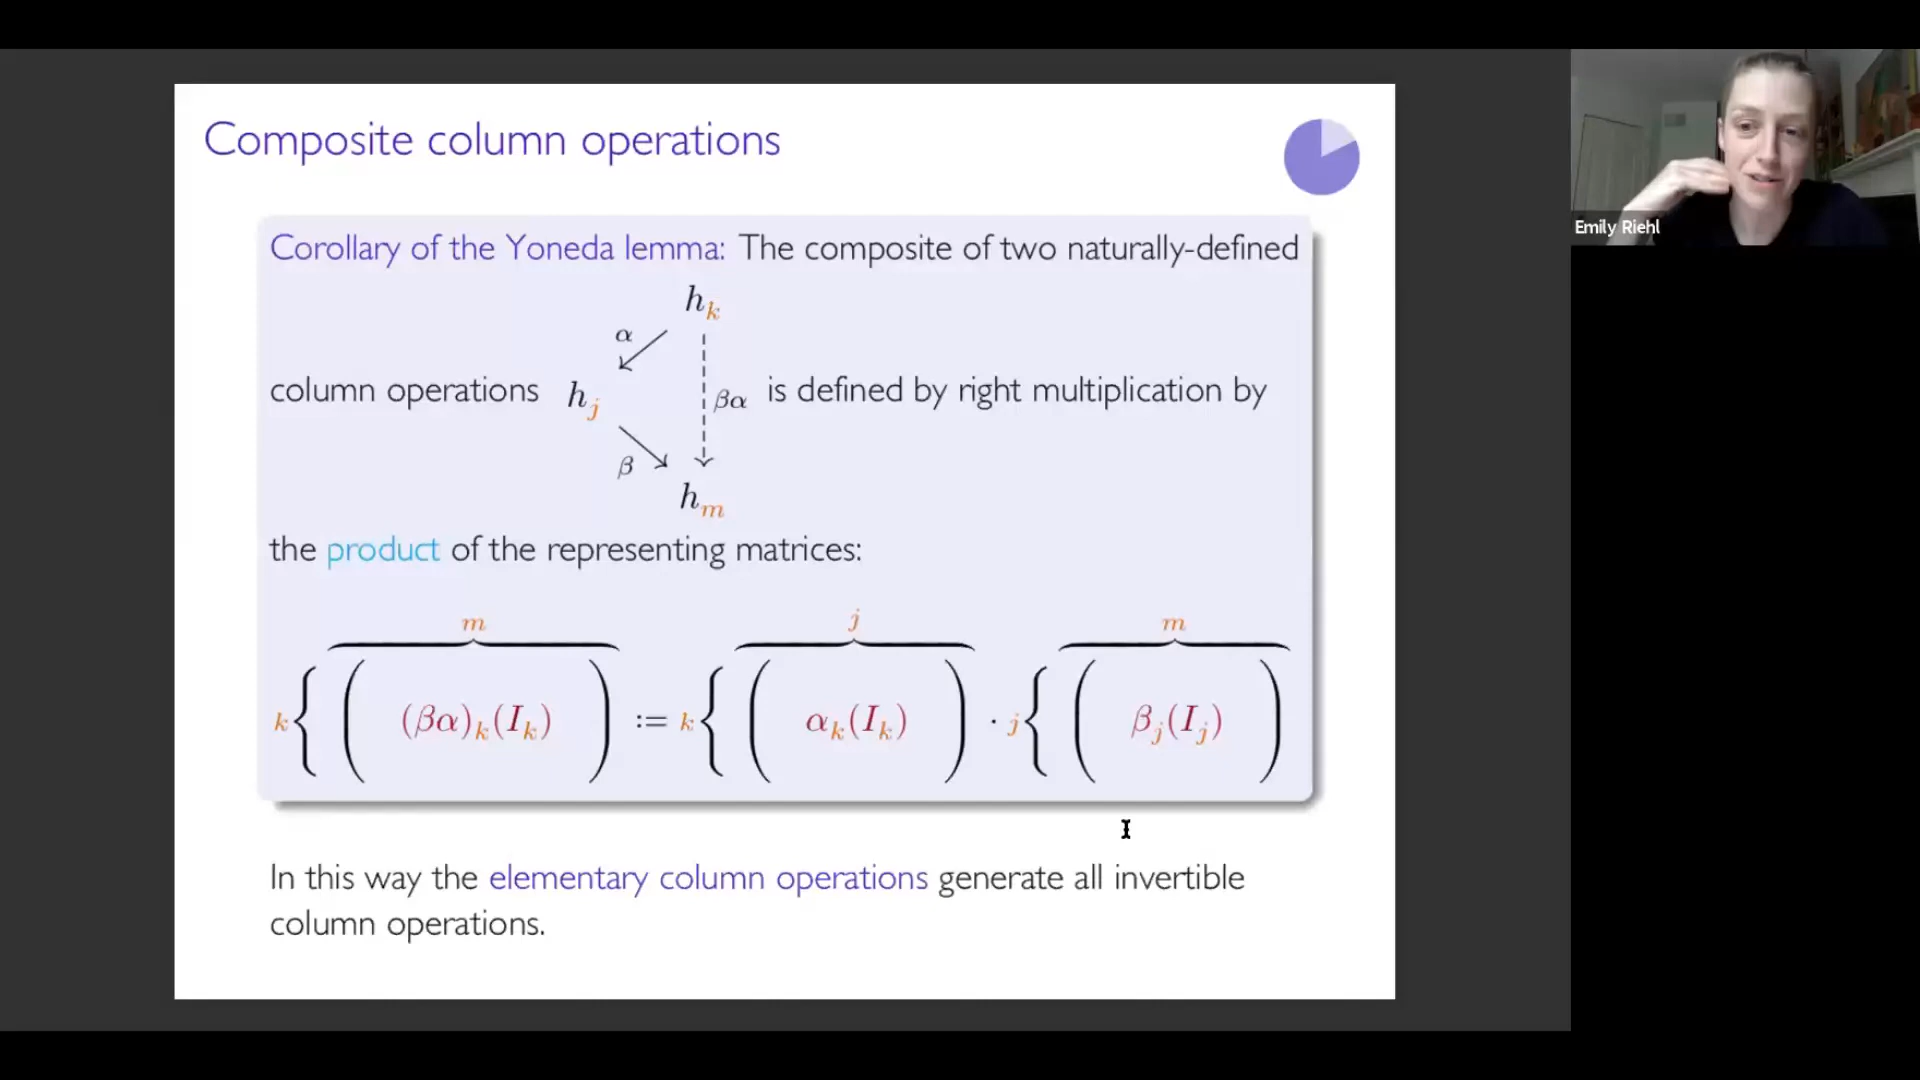 Composite column operations
Emily Riehl
Corollary of the Yoneda lemma: The composite of two naturally-defined
h_k
α
column operations h_j βα is defined by right multiplication by
β
h_m
the product of the representing matrices:
m j m
k{( (βα)_k(I_k) ) := k{( α_k(I_k) ) · j{( β_j(I_j) )
In this way the elementary column operations generate all invertible
column operations.